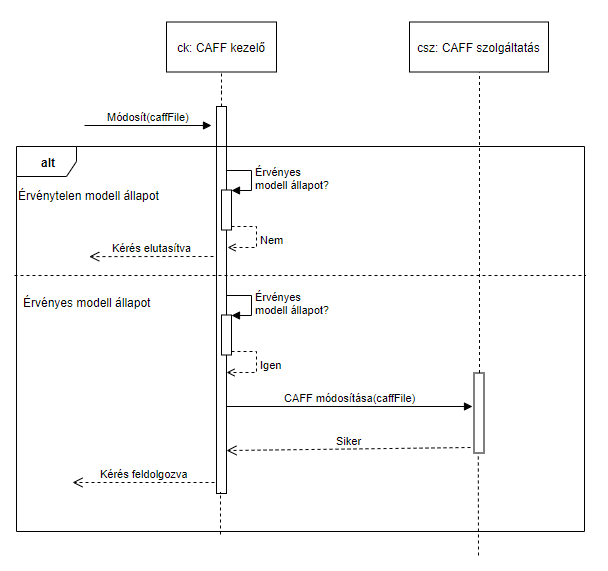 ck: CAFF kezelő
csz: CAFF szolgáltatás
Módosít(caffFile)
alt
Érvényes
modell állapot?
Érvénytelen modell állapot
Nem
Kérés elutasítva
Érvényes modell állapot
Érvényes
modell állapot?
Igen
CAFF módosítása(caffFile)
Siker
Kérés feldolgozva